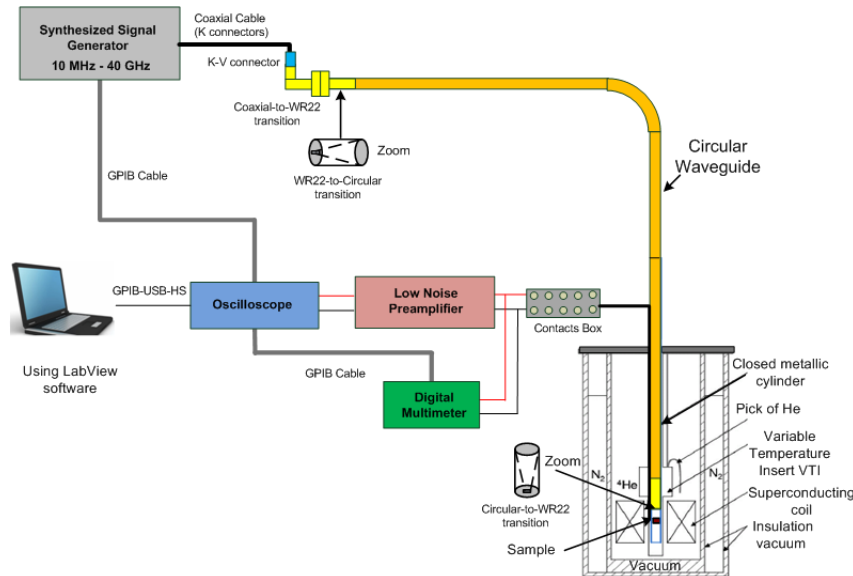 Synthesized Signal
Generator
10 MHz - 40 GHz
Coaxial Cable
(K connectors)
K-V connector
Coaxial-to-WR22
transition
Zoom
WR22-to-Circular
transition
Circular
Waveguide
GPIB Cable
GPIB-USB-HS
Oscilloscope
Low Noise
Preamplifier
Contacts Box
Using LabView
software
GPIB Cable
Digital
Multimeter
Closed metallic
cylinder
Pick of He
Variable
Temperature
Insert VTI
Zoom
N2
4He
N2
Circular-to-WR22
transition
Superconducting
coil
Sample
Insulation
vacuum
Vacuum